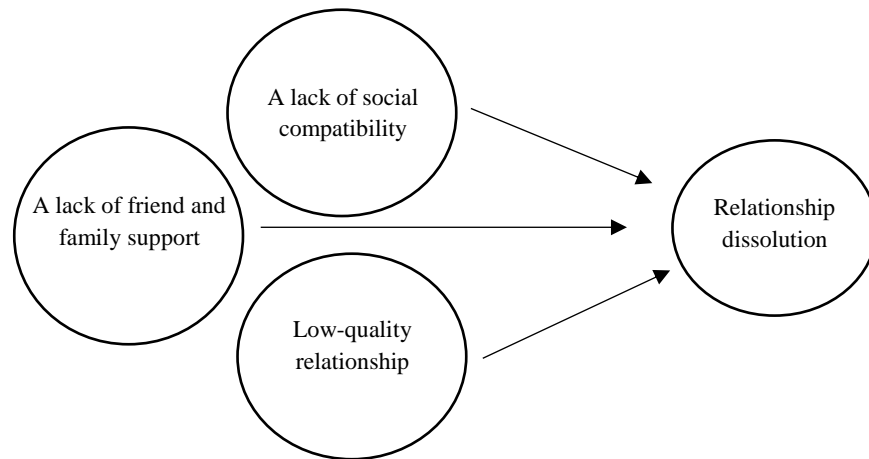 A lack of social
compatibility
A lack of friend and
family support
Relationship
dissolution
Low-quality
relationship